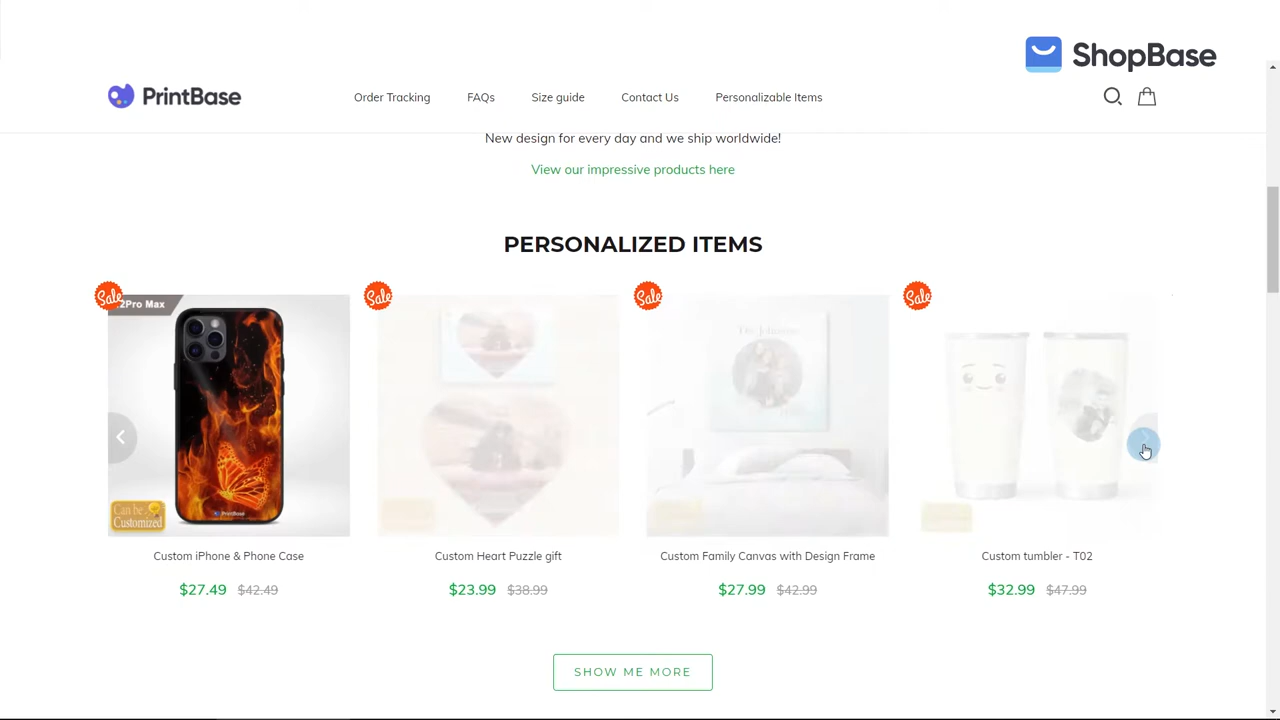 ShopBase
PrintBase
Order Tracking
FAQs
Size guide
Contact Us
Personalizable Items
New design for every day and we ship worldwide!
View our impressive products here
PERSONALIZED ITEMS
Sale
Sale
Sale
Sale
2Pro Max
Can be
Customized
PrintBase
Custom iPhone & Phone Case
Custom Heart Puzzle gift
Custom Family Canvas with Design Frame
Custom tumbler - T02
$27.49 $42.49
$23.99 $38.99
$27.99 $42.99
$32.99 $47.99
SHOW ME MORE